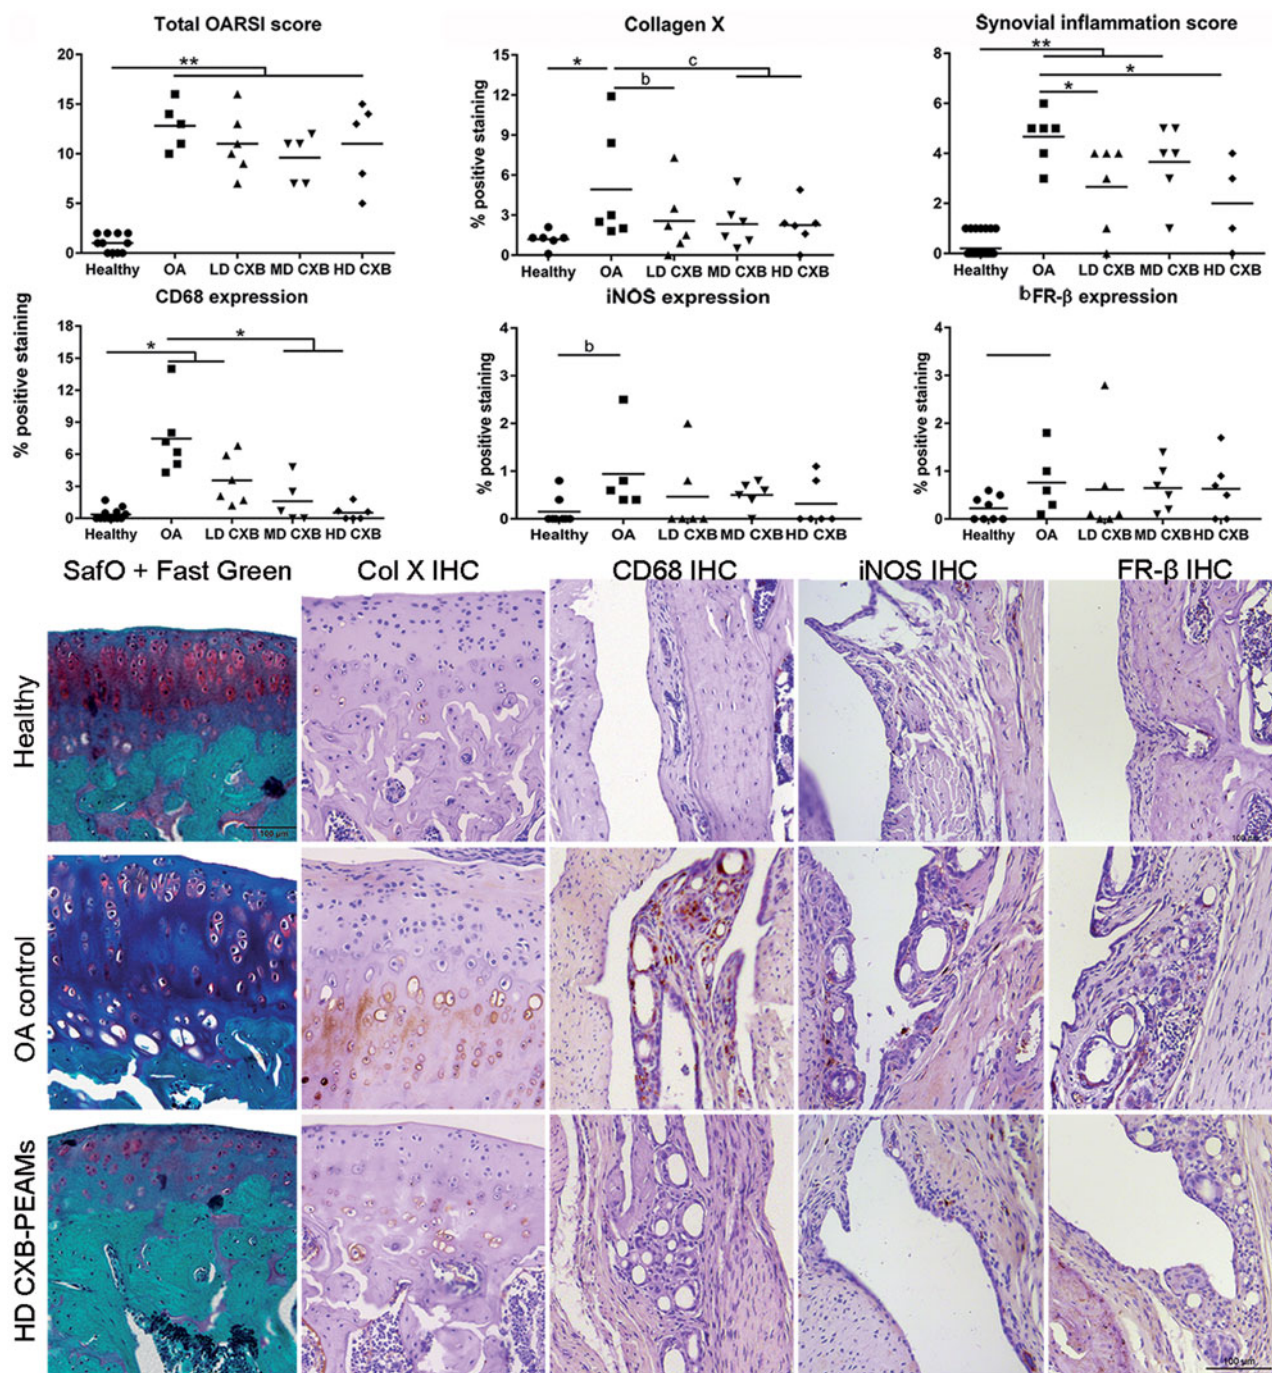 Total OARSI score
Collagen X
Synovial inflammation score
20
15
10
5
0
**
Healthy OA LD CXB MD CXB HD CXB
% positive staining
15
12
9
6
3
0
*
c
b
Healthy OA LD CXB MD CXB HD CXB
8
6
4
2
0
**
*
*
Healthy OA LD CXB MD CXB HD CXB
CD68 expression
iNOS expression
bFR-β expression
% positive staining
18
15
12
9
6
3
0
*
*
Healthy OA LD CXB MD CXB HD CXB
% positive staining
4
3
2
1
0
b
Healthy OA LD CXB MD CXB HD CXB
% positive staining
4
3
2
1
0
Healthy OA LD CXB MD CXB HD CXB
SafO + Fast Green
Col X IHC
CD68 IHC
iNOS IHC
FR-β IHC
Healthy
100 µm
100 µm
OA control
HD CXB-PEAMs
100 µm